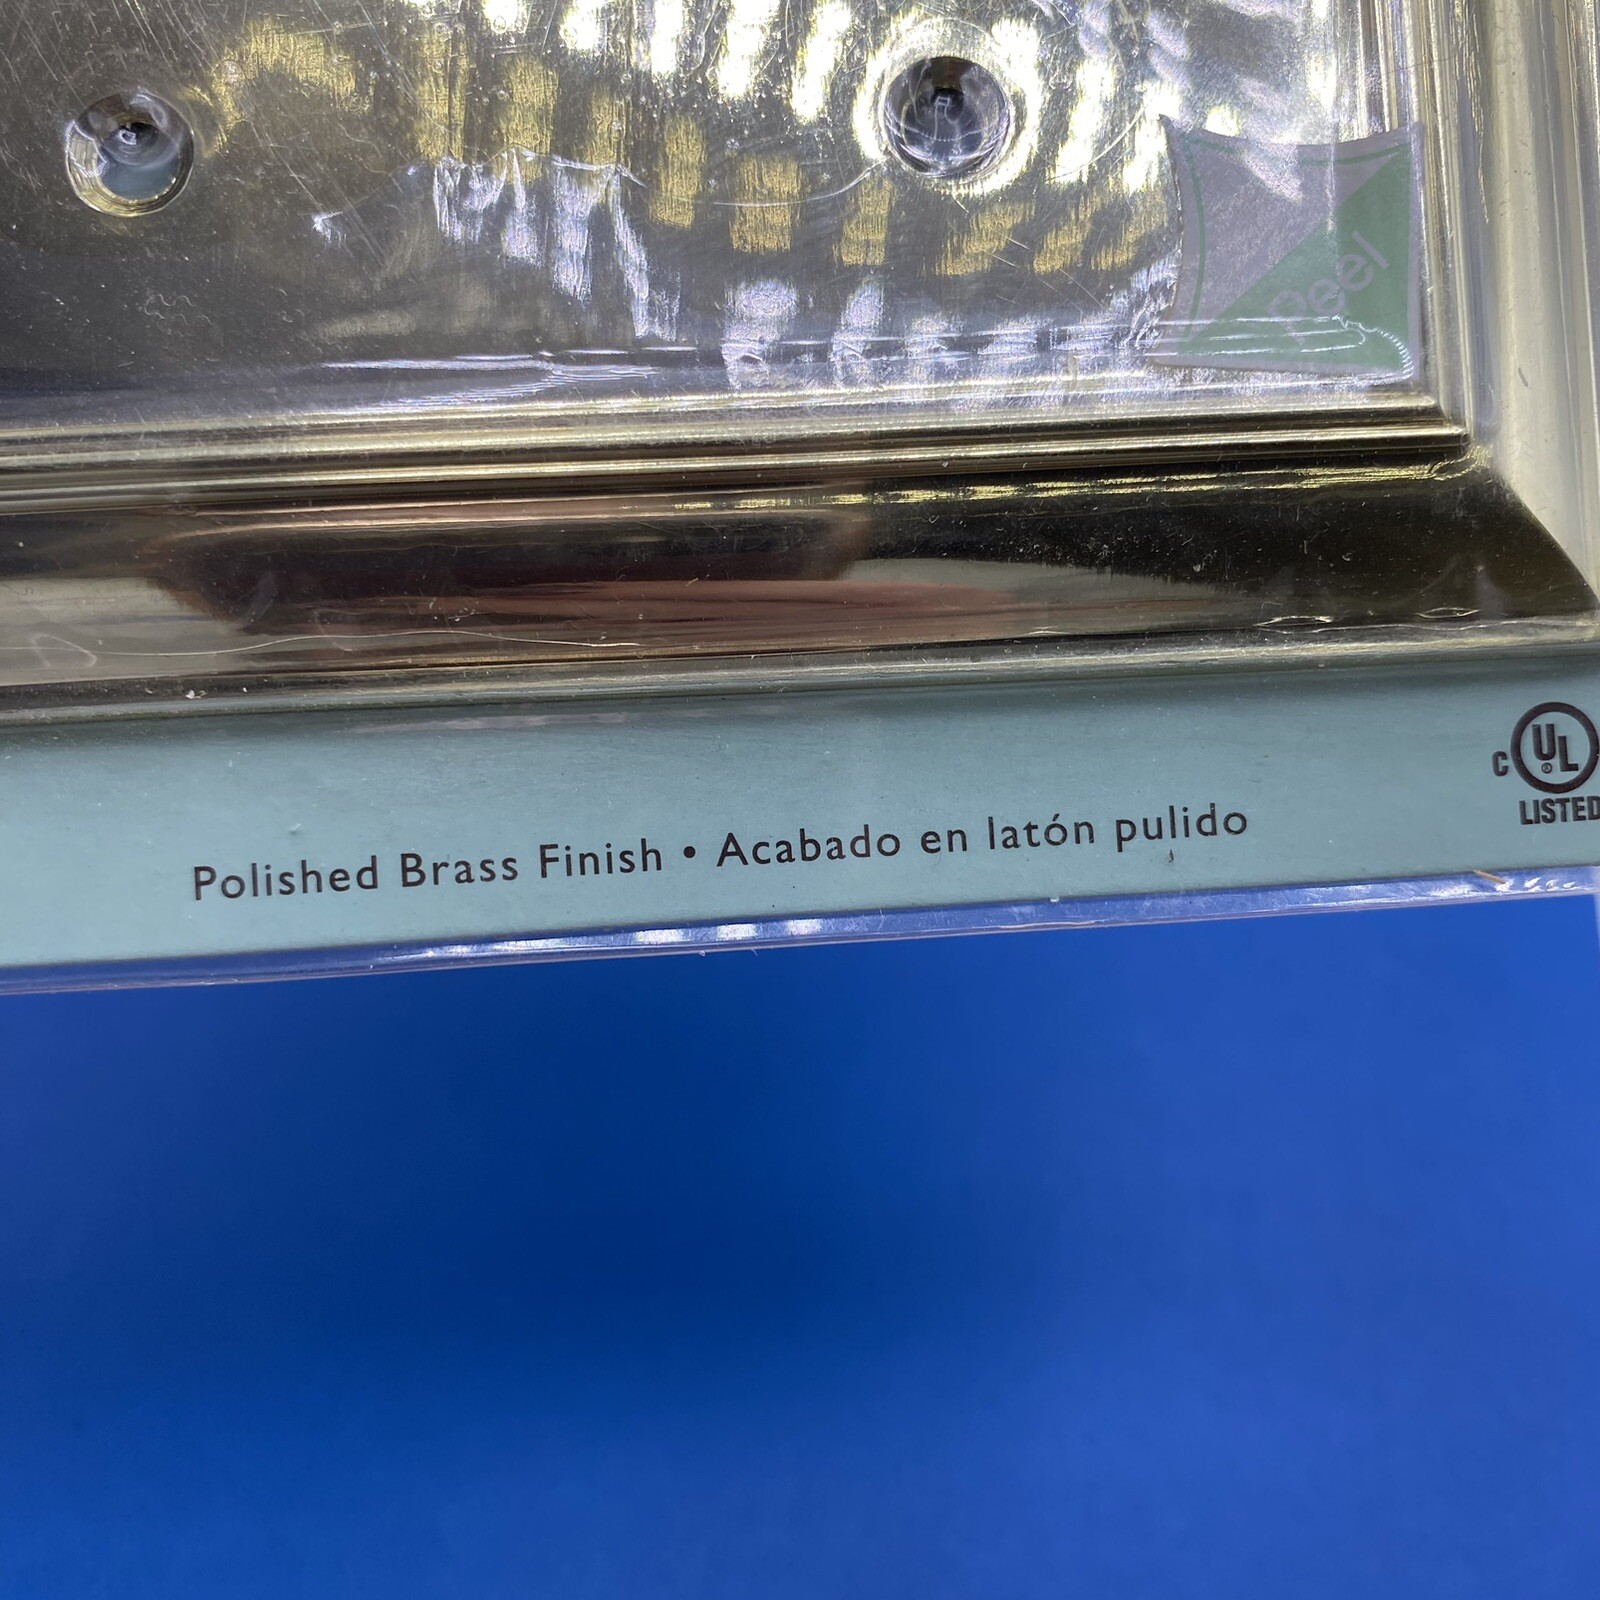 Peel
C UL ®
LISTED
Polished Brass Finish • Acabado en latón pulido